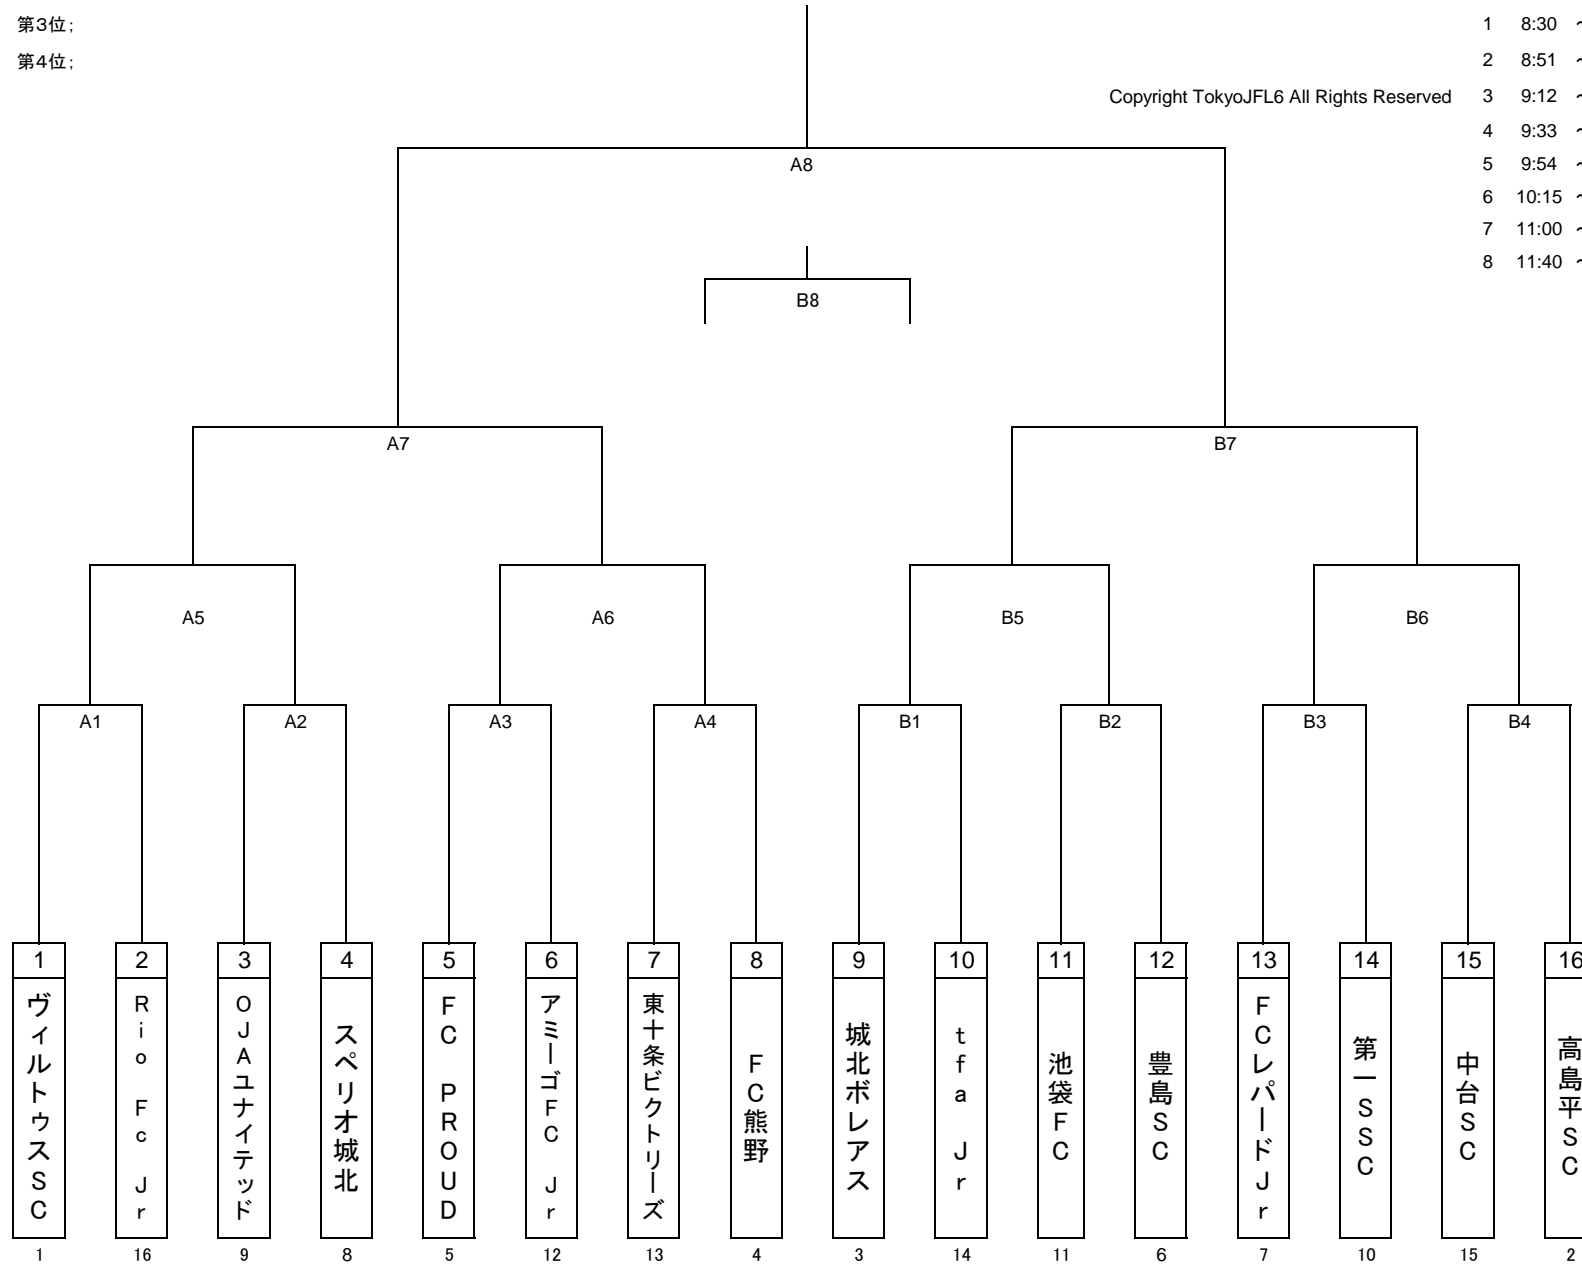 第3位;
第4位;
1 8:30 ~
2 8:51 ~
Copyright TokyoJFL6 All Rights Reserved 3 9:12 ~
4 9:33 ~
5 9:54 ~
6 10:15 ~
7 11:00 ~
8 11:40 ~
A8
B8
A7 B7
A5 A6 B5 B6
A1 A2 A3 A4 B1 B2 B3 B4
1 2 3 4 5 6 7 8 9 10 11 12 13 14 15 16
ヴィルトゥスSC
Rio Fc Jr
OJAユナイテッド
スペリオ城北
FC PROUD
アミーゴFC Jr
東十条ビクトリーズ
FC熊野
城北ボレアス
tfa Jr
池袋FC
豊島SC
FCレパードJr
第一SSC
中台SC
高島平SC
1 16 9 8 5 12 13 4 3 14 11 6 7 10 15 2